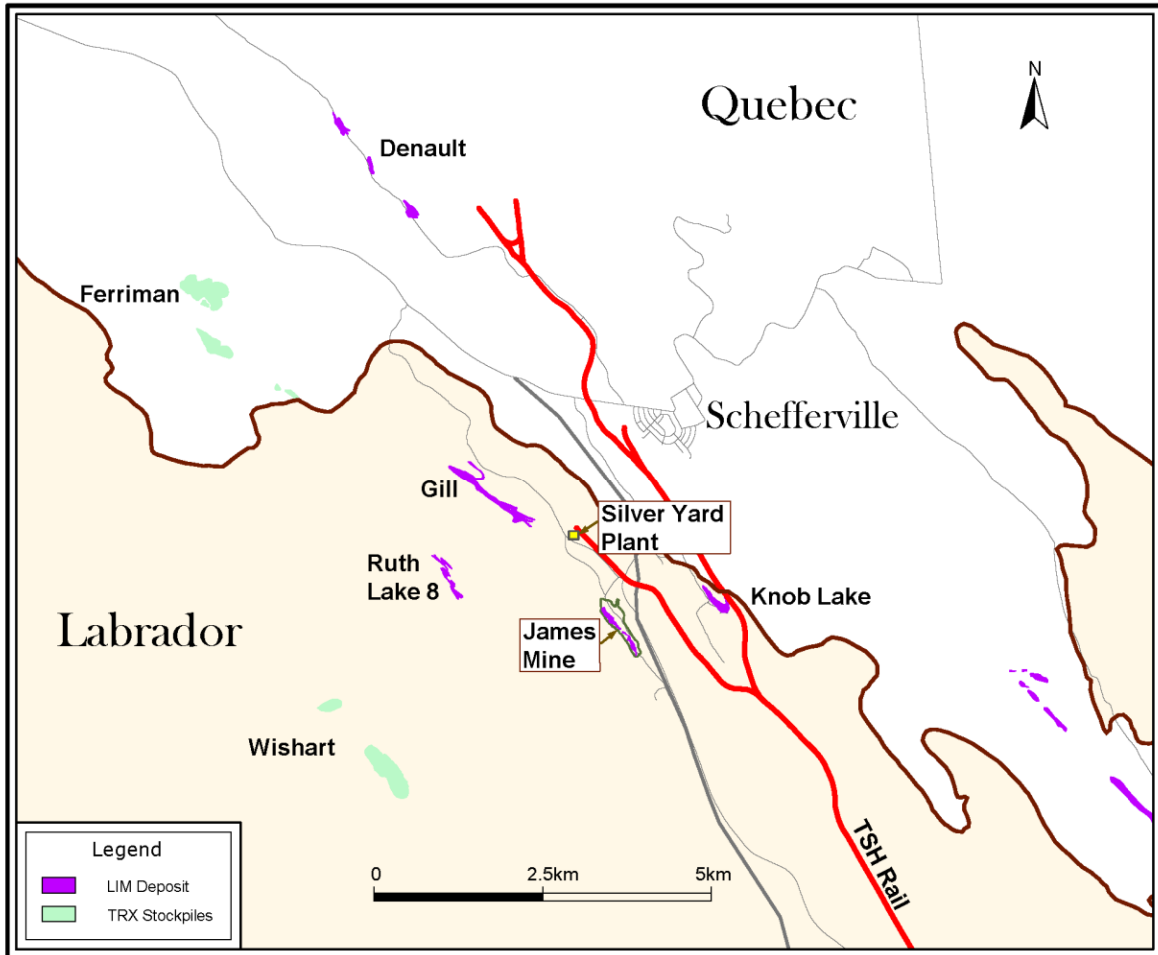 Quebec
N
Denault
Ferriman
Schefferville
Gill
Silver Yard
Plant
Ruth
Lake 8
Knob Lake
Labrador
James
Mine
Wishart
TSH Rail
Legend
LIM Deposit
TRX Stockpiles
0 2.5km 5km